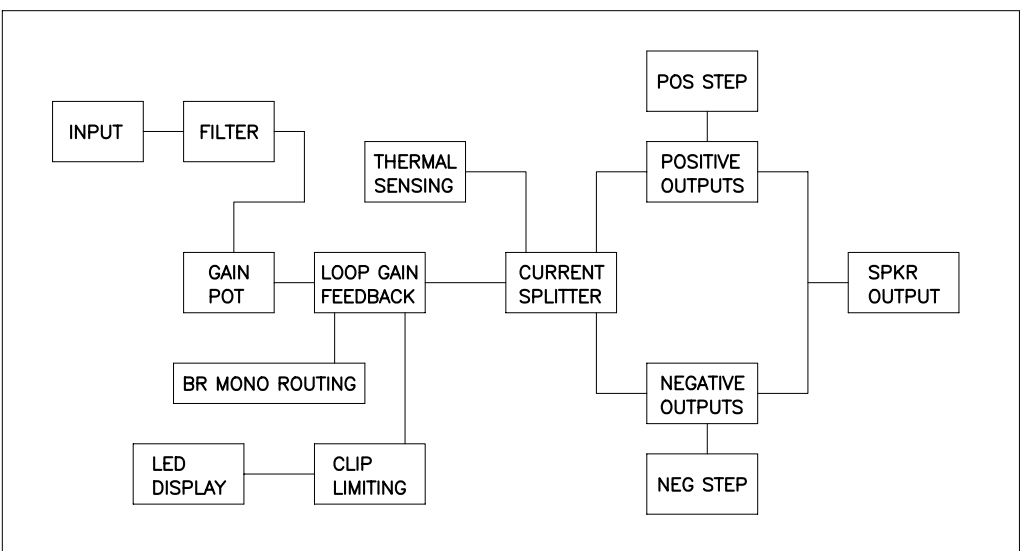 POS STEP
INPUT
FILTER
THERMAL
SENSING
POSITIVE
OUTPUTS
GAIN
POT
LOOP GAIN
FEEDBACK
CURRENT
SPLITTER
SPKR
OUTPUT
BR MONO ROUTING
NEGATIVE
OUTPUTS
LED
DISPLAY
CLIP
LIMITING
NEG STEP